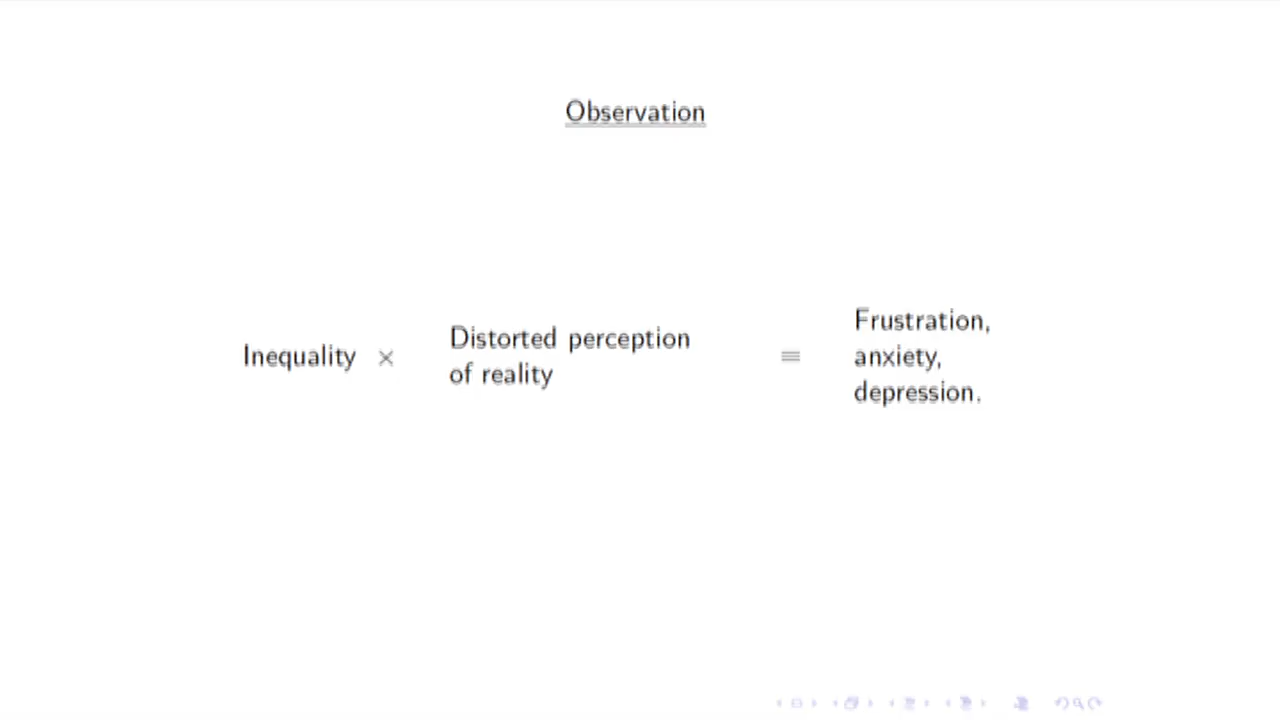 Observation
Inequality × Distorted perception of reality = Frustration, anxiety, depression.